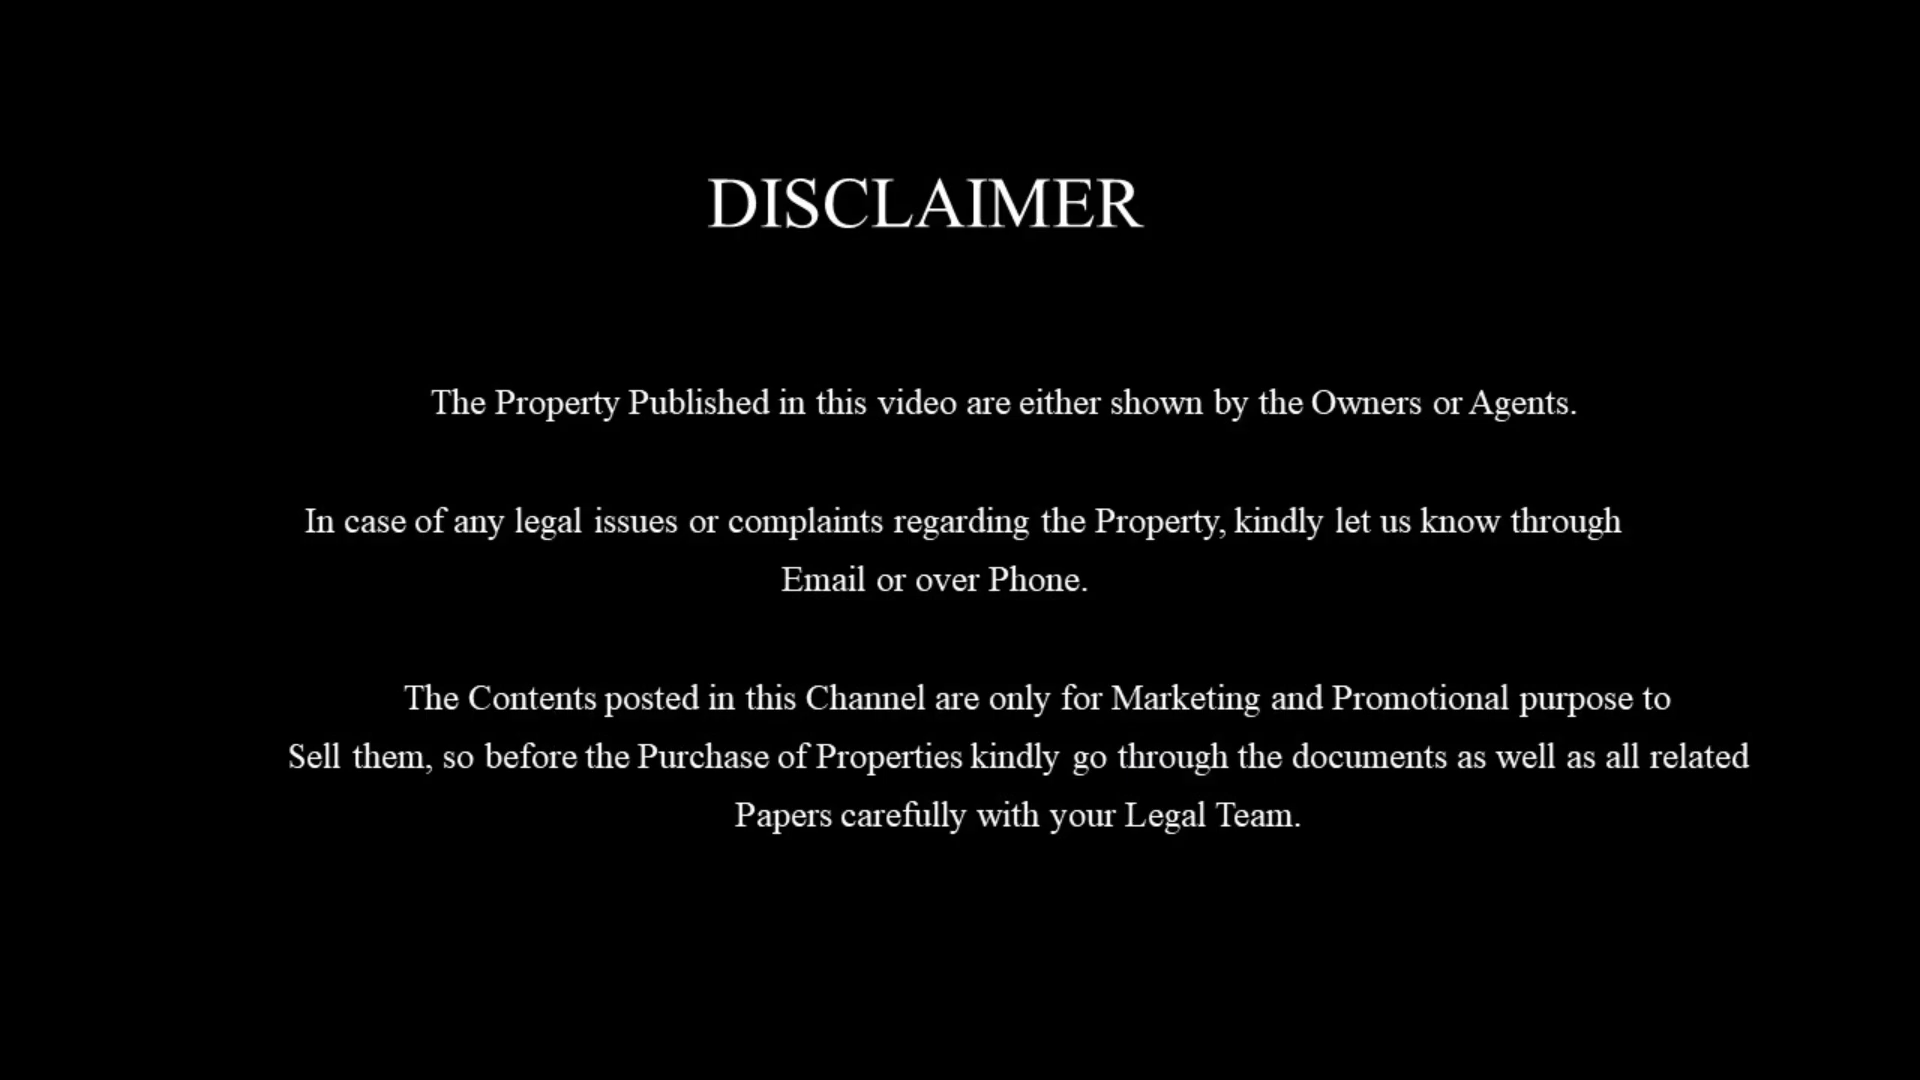 DISCLAIMER
The Property Published in this video are either shown by the Owners or Agents.
In case of any legal issues or complaints regarding the Property, kindly let us know through
Email or over Phone.
The Contents posted in this Channel are only for Marketing and Promotional purpose to
Sell them, so before the Purchase of Properties kindly go through the documents as well as all related
Papers carefully with your Legal Team.